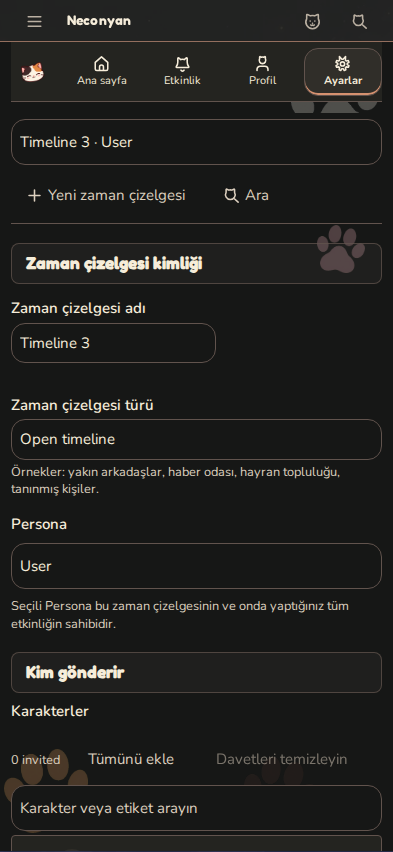 Neconyan
Ana sayfa
Etkinlik
Profil
Ayarlar
Timeline 3 · User
Yeni zaman çizelgesi
Ara
Zaman çizelgesi kimliği
Zaman çizelgesi adı
Timeline 3
Zaman çizelgesi türü
Open timeline
Örnekler: yakın arkadaşlar, haber odası, hayran topluluğu,
tanınmış kişiler.
Persona
User
Seçili Persona bu zaman çizelgesinin ve onda yaptığınız tüm
etkinliğin sahibidir.
Kim gönderir
Karakterler
0 invited
Tümünü ekle
Davetleri temizleyin
Karakter veya etiket arayın